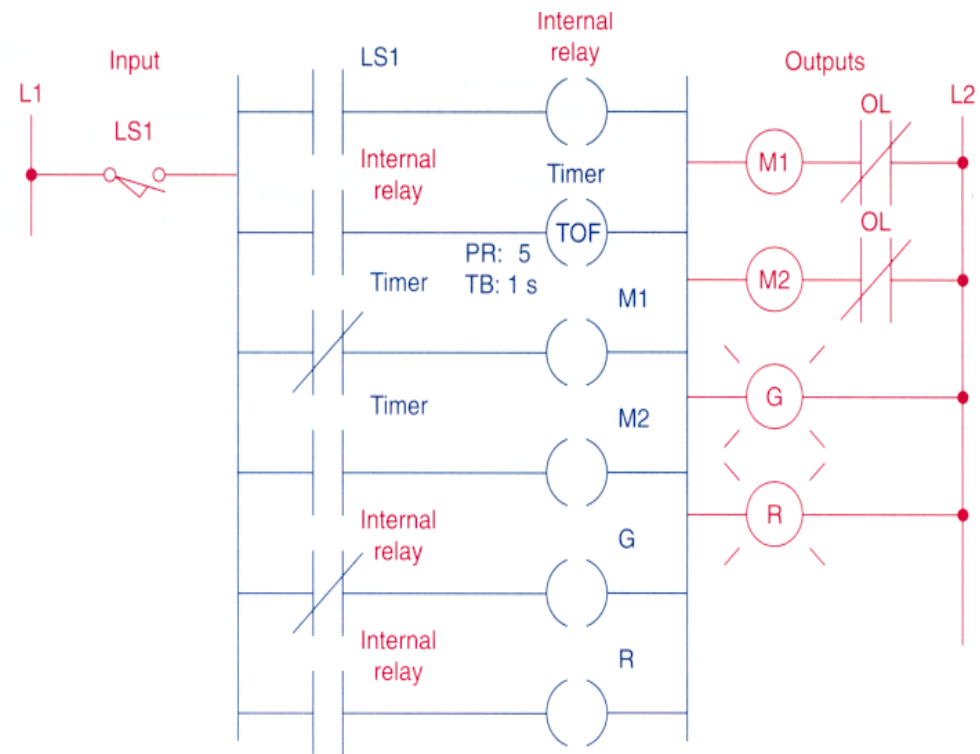 Input
L1
LS1
LS1
Internal
relay
Outputs
OL
L2
M1
Internal
relay
Timer
TOF
PR: 5
TB: 1 s
OL
M2
Timer
M1
G
Timer
M2
R
Internal
relay
G
Internal
relay
R